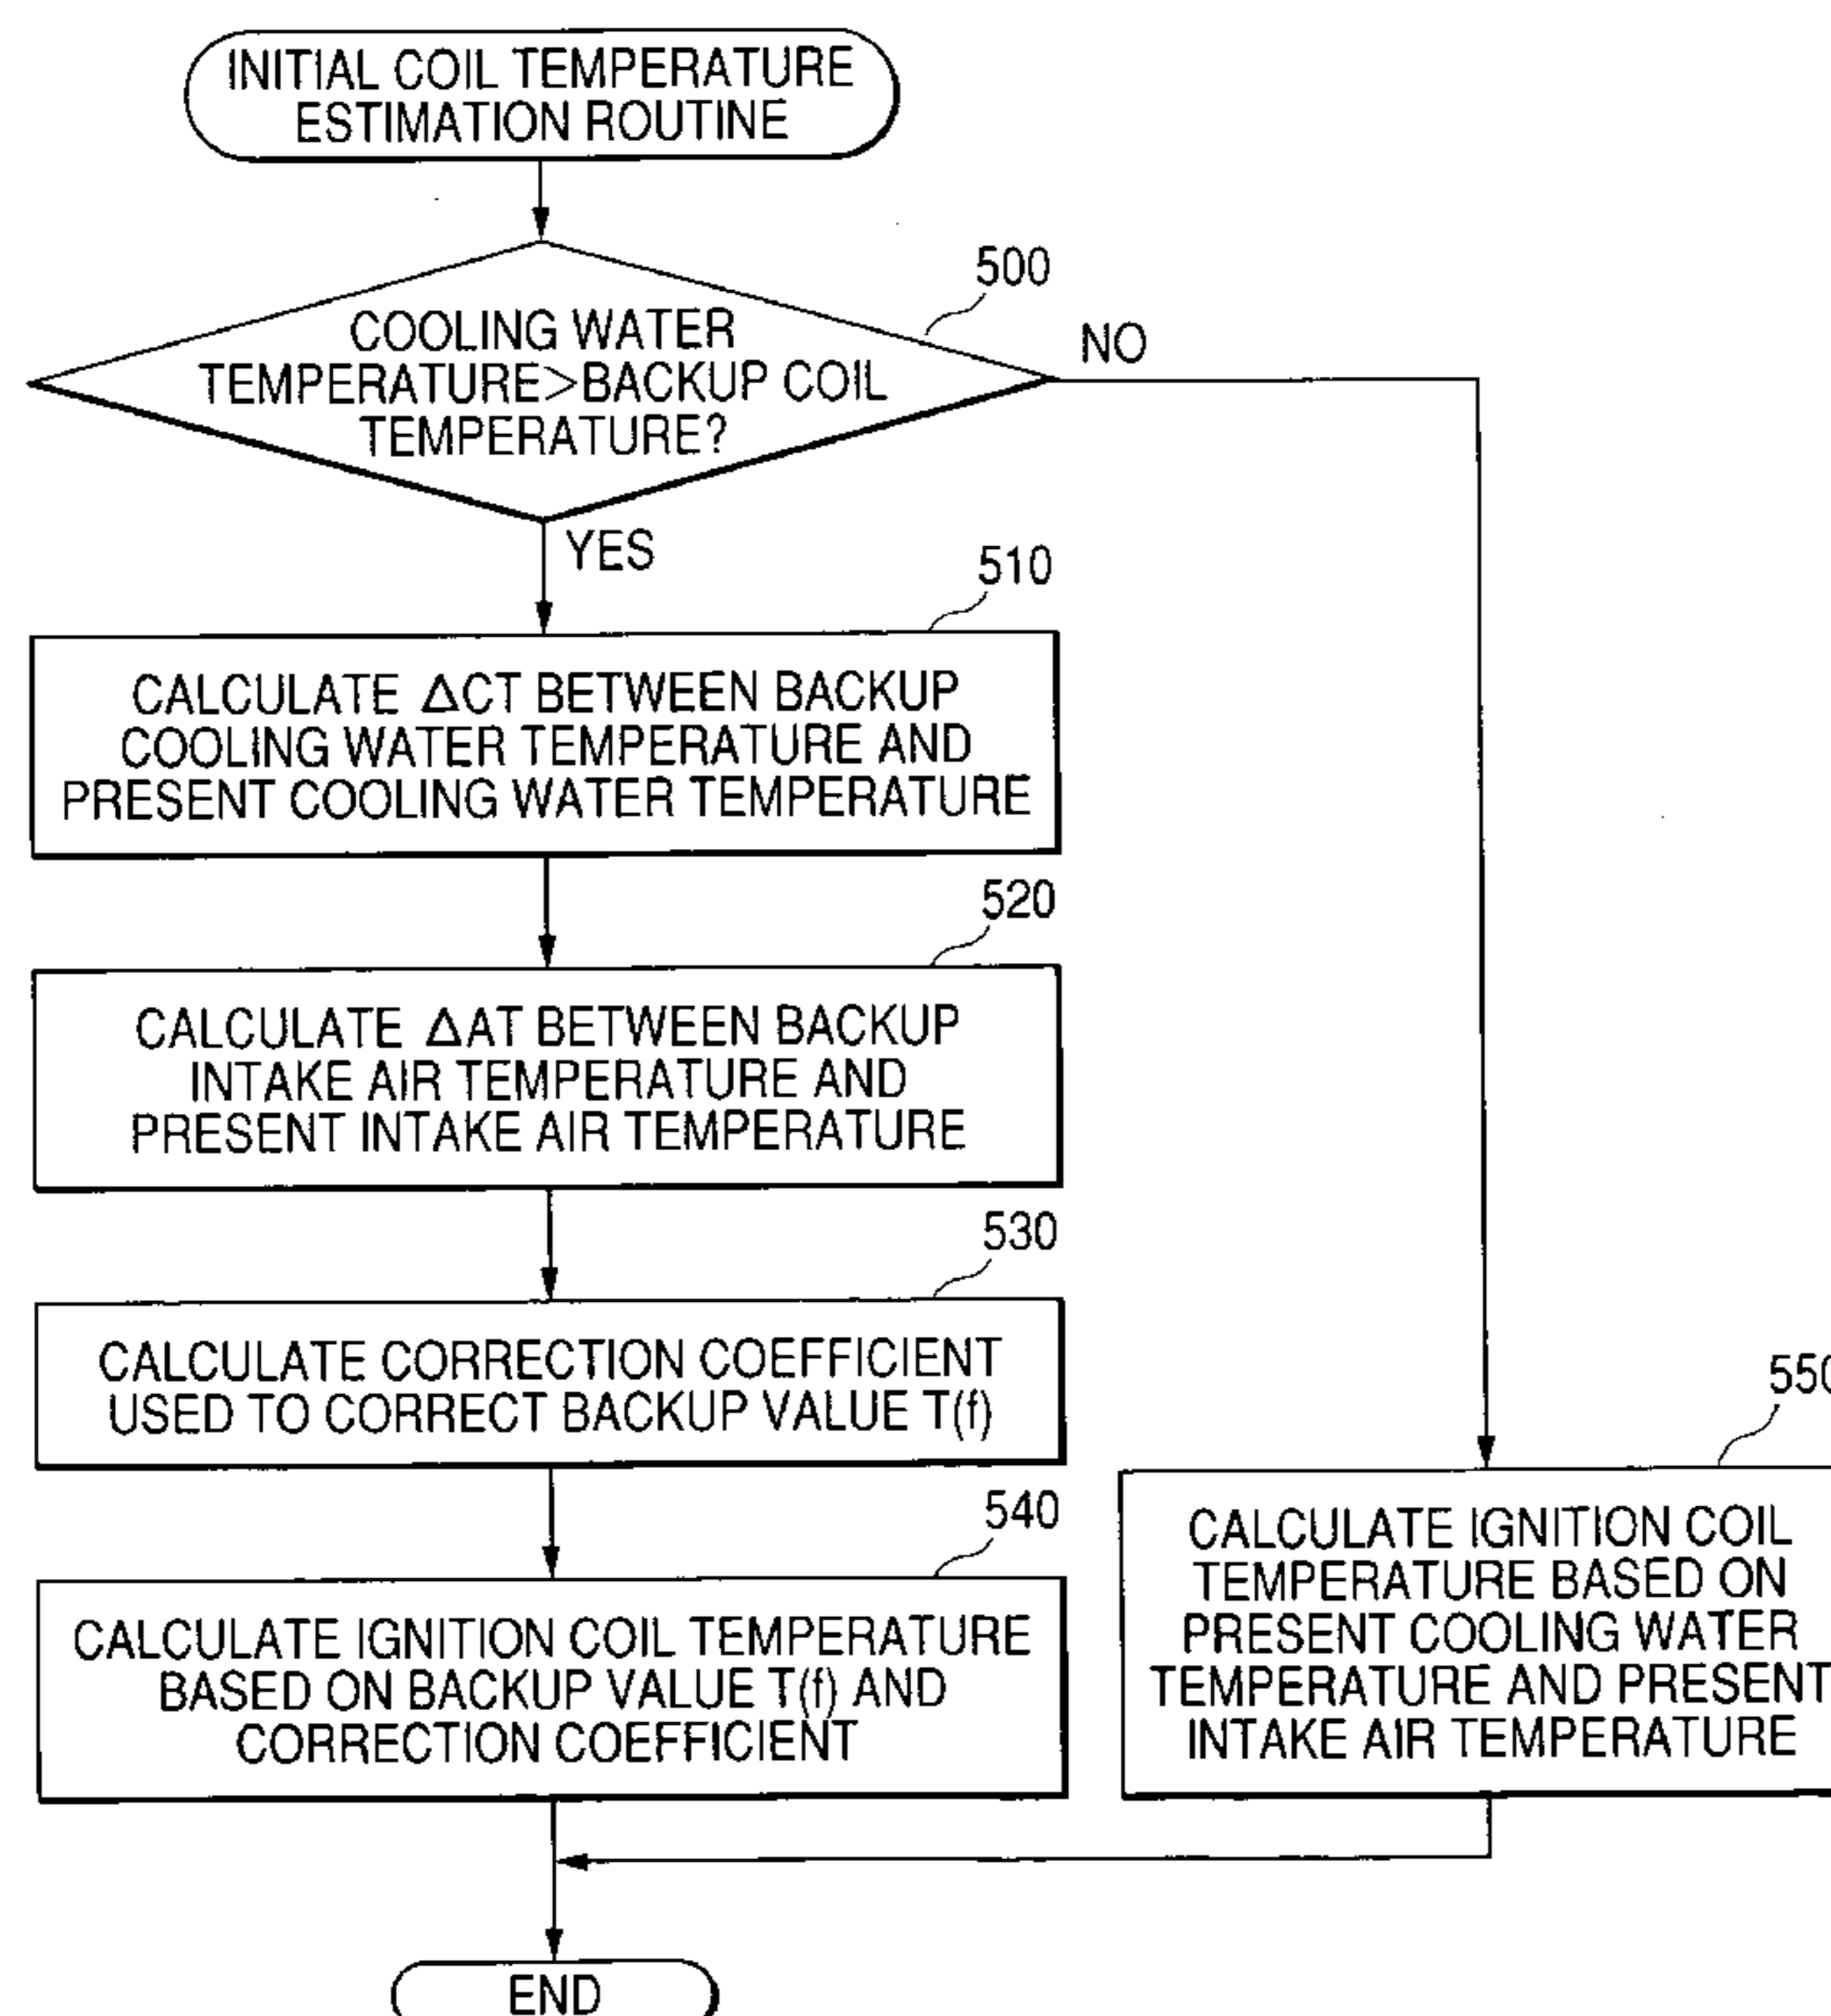 INITIAL COIL TEMPERATURE
ESTIMATION ROUTINE
500
COOLING WATER
TEMPERATURE>BACKUP COIL
TEMPERATURE?
NO
YES
510
CALCULATE ΔCT BETWEEN BACKUP
COOLING WATER TEMPERATURE AND
PRESENT COOLING WATER TEMPERATURE
520
CALCULATE ΔAT BETWEEN BACKUP
INTAKE AIR TEMPERATURE AND
PRESENT INTAKE AIR TEMPERATURE
530
CALCULATE CORRECTION COEFFICIENT
USED TO CORRECT BACKUP VALUE T(f)
540
CALCULATE IGNITION COIL TEMPERATURE
BASED ON BACKUP VALUE T(f) AND
CORRECTION COEFFICIENT
550
CALCULATE IGNITION COIL
TEMPERATURE BASED ON
PRESENT COOLING WATER
TEMPERATURE AND PRESENT
INTAKE AIR TEMPERATURE
END